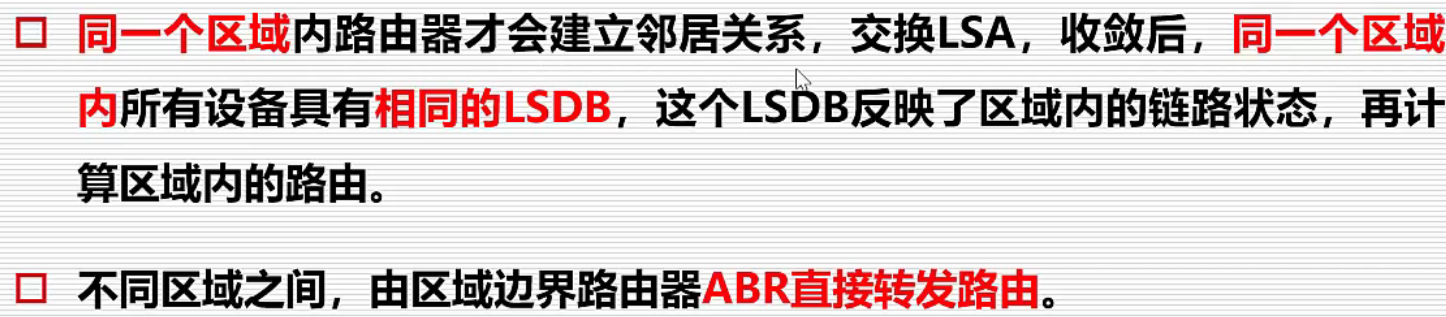 同一个区域内路由器才会建立邻居关系，交换LSA，收敛后，同一个区域
内所有设备具有相同的LSDB，这个LSDB反映了区域内的链路状态，再计
算区域内的路由。
不同区域之间，由区域边界路由器ABR直接转发路由。